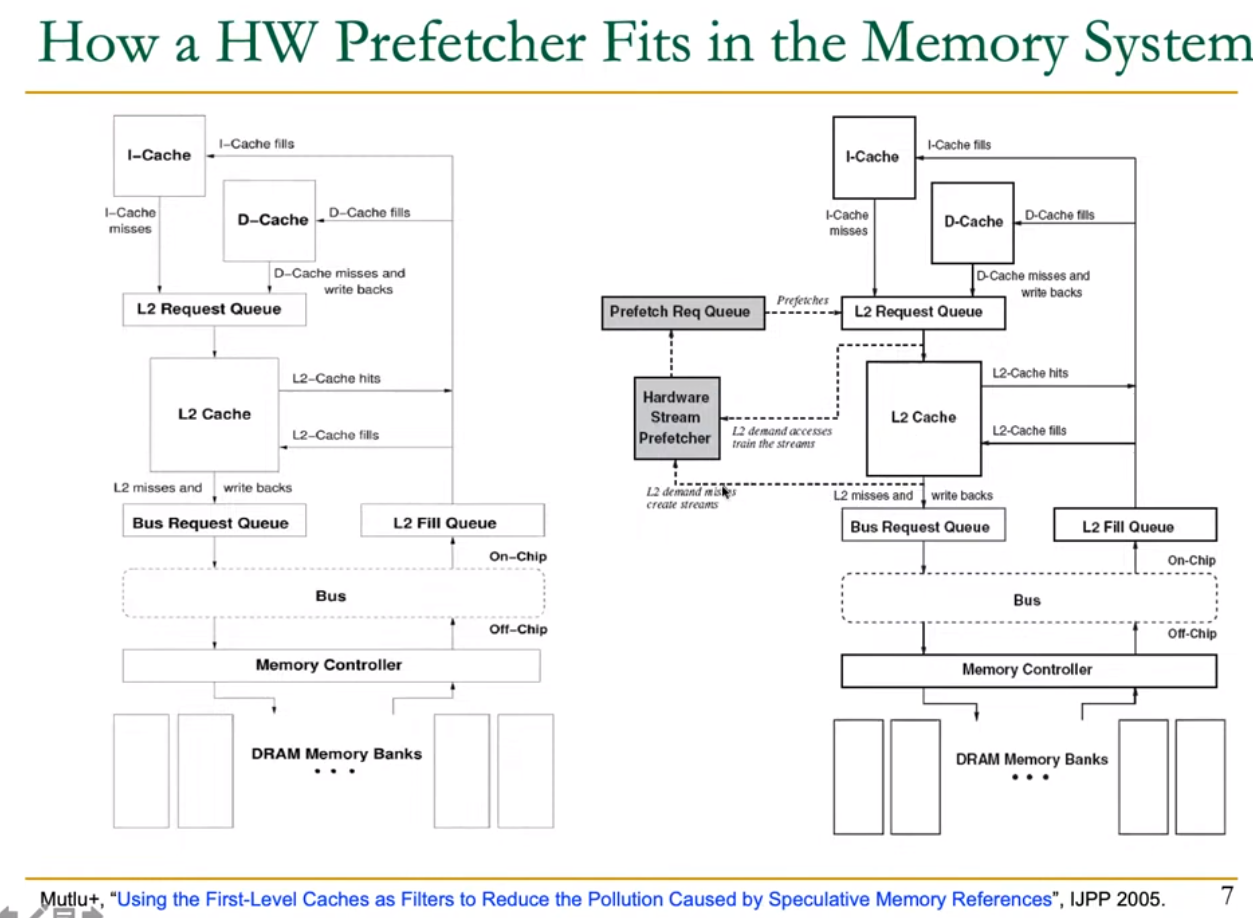 How a HW Prefetcher Fits in the Memory System
I–Cache
I–Cache fills
D–Cache
D–Cache fills
I–Cache
misses
D–Cache misses and
write backs
L2 Request Queue
L2–Cache hits
L2 Cache
L2–Cache fills
L2 misses and write backs
Bus Request Queue
L2 Fill Queue
On–Chip
Bus
Off–Chip
Memory Controller
DRAM Memory Banks
• • •
I-Cache
I-Cache fills
D-Cache
D-Cache fills
I-Cache
misses
D-Cache misses and
write backs
Prefetch Req Queue
Prefetches
L2 Request Queue
Hardware
Stream
Prefetcher
L2 demand accesses
train the streams
L2-Cache hits
L2 Cache
L2-Cache fills
L2 demand misses
create streams
L2 misses and write backs
Bus Request Queue
L2 Fill Queue
On-Chip
Bus
Off-Chip
Memory Controller
DRAM Memory Banks
• • •
Mutlu+, “Using the First-Level Caches as Filters to Reduce the Pollution Caused by Speculative Memory References”, IJPP 2005.
7